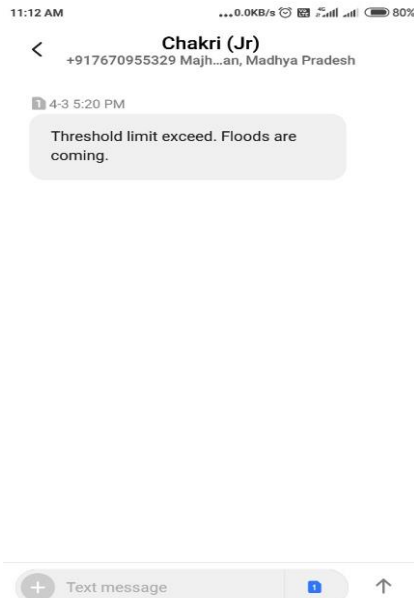 11:12 AM ...0.0KB/s 4G 80%
Chakri (Jr)
+917670955329 Majh...an, Madhya Pradesh
1 4-3 5:20 PM
Threshold limit exceed. Floods are
coming.
Text message 1